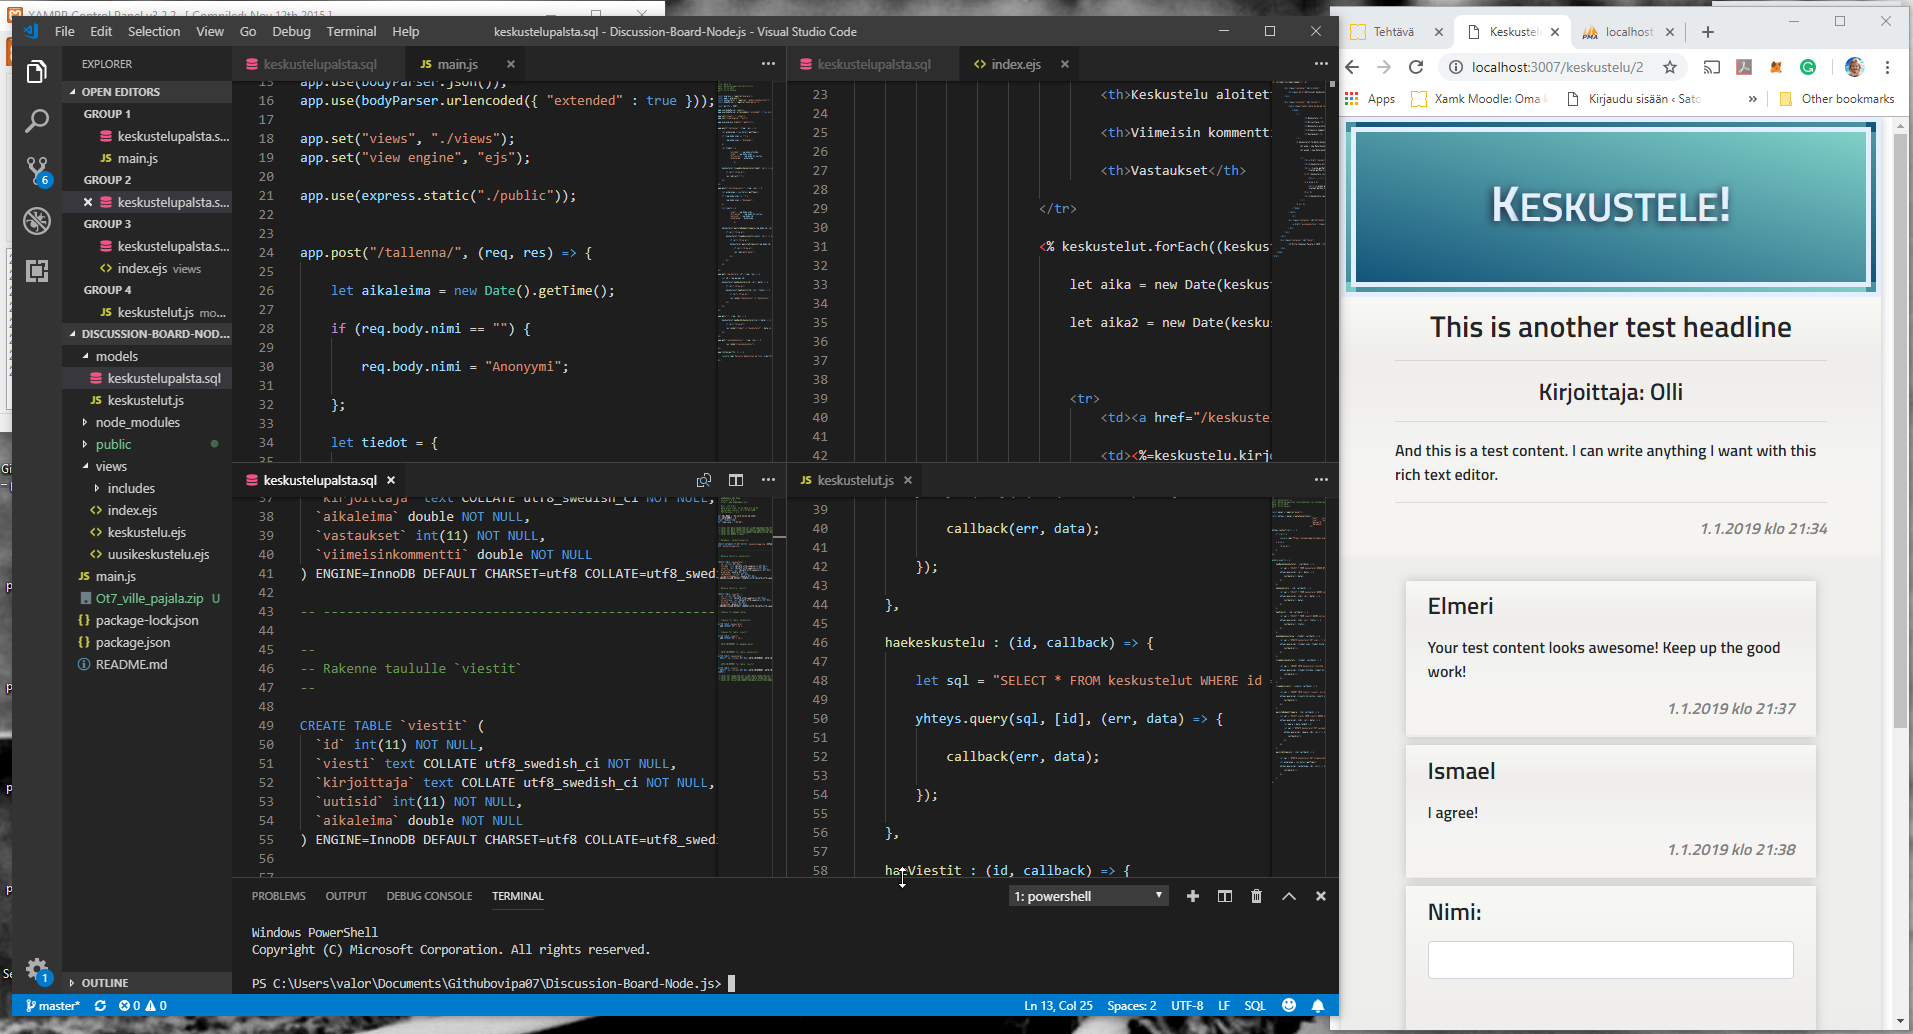 XAMPP Control Panel v3.2.2 [ Compiled: Nov 12th 2015 ]
File Edit Selection View Go Debug Terminal Help
keskustelupalsta.sql - Discussion-Board-Node.js - Visual Studio Code
EXPLORER
OPEN EDITORS
GROUP 1
keskustelupalsta.s...
JS main.js
GROUP 2
keskustelupalsta.s...
GROUP 3
keskustelupalsta.s...
<> index.ejs views
GROUP 4
JS keskustelut.js mo...
DISCUSSION-BOARD-NOD...
models
keskustelupalsta.sql
JS keskustelut.js
node_modules
public
views
includes
<> index.ejs
<> keskustelu.ejs
<> uusikeskustelu.ejs
JS main.js
Ot7_ville_pajala.zip U
{} package-lock.json
{} package.json
README.md
OUTLINE
6
1
keskustelupalsta.sql JS main.js
15 app.use(bodyParser.json());
16 app.use(bodyParser.urlencoded({ "extended" : true }));
17
18 app.set("views", "./views");
19 app.set("view engine", "ejs");
20
21 app.use(express.static("./public"));
22
23
24 app.post("/tallenna/", (req, res) => {
25
26 let aikaleima = new Date().getTime();
27
28 if (req.body.nimi == "") {
29
30 req.body.nimi = "Anonyymi";
31
32 };
33
34 let tiedot = {
35
keskustelupalsta.sql <> index.ejs
23 <th>Keskustelu aloitet
24
25 <th>Viimeisin kommentt
26
27 <th>Vastaukset</th>
28
29 </tr>
30
31 <% keskustelut.forEach((keskus
32
33 let aika = new Date(keskus
34
35 let aika2 = new Date(kesku
36
37
38
39 <tr>
40 <td><a href="/keskuste
41
42 <td><%=keskustelu.kirj
keskustelupalsta.sql
37 `kirjoittaja` text COLLATE utf8_swedish_ci NOT NULL,
38 `aikaleima` double NOT NULL,
39 `vastaukset` int(11) NOT NULL,
40 `viimeisinkommentti` double NOT NULL
41 ) ENGINE=InnoDB DEFAULT CHARSET=utf8 COLLATE=utf8_swed
42
43 -- --------------------------------------------------
44
45 --
46 -- Rakenne taululle `viestit`
47 --
48
49 CREATE TABLE `viestit` (
50 `id` int(11) NOT NULL,
51 `viesti` text COLLATE utf8_swedish_ci NOT NULL,
52 `kirjoittaja` text COLLATE utf8_swedish_ci NOT NULL,
53 `uutisid` int(11) NOT NULL,
54 `aikaleima` double NOT NULL
55 ) ENGINE=InnoDB DEFAULT CHARSET=utf8 COLLATE=utf8_swed
56
57
JS keskustelut.js
39
40 callback(err, data);
41
42 });
43
44 },
45
46 haekeskustelu : (id, callback) => {
47
48 let sql = "SELECT * FROM keskustelut WHERE id
49
50 yhteys.query(sql, [id], (err, data) => {
51
52 callback(err, data);
53
54 });
55
56 },
57
58 haeViestit : (id, callback) => {
PROBLEMS OUTPUT DEBUG CONSOLE TERMINAL
1: powershell
Windows PowerShell
Copyright (C) Microsoft Corporation. All rights reserved.
PS C:\Users\valor\Documents\Githubovipa07\Discussion-Board-Node.js>
master* 0 0
Ln 13, Col 25 Spaces: 2 UTF-8 LF SQL
Tehtävä
Keskustel
PMA localhost
localhost:3007/keskustelu/2
Apps Xamk Moodle: Oma Kirjaudu sisään ‹ Sato » Other bookmarks
KESKUSTELE!
This is another test headline
Kirjoittaja: Olli
And this is a test content. I can write anything I want with this
rich text editor.
1.1.2019 klo 21:34
Elmeri
Your test content looks awesome! Keep up the good
work!
1.1.2019 klo 21:37
Ismael
I agree!
1.1.2019 klo 21:38
Nimi: